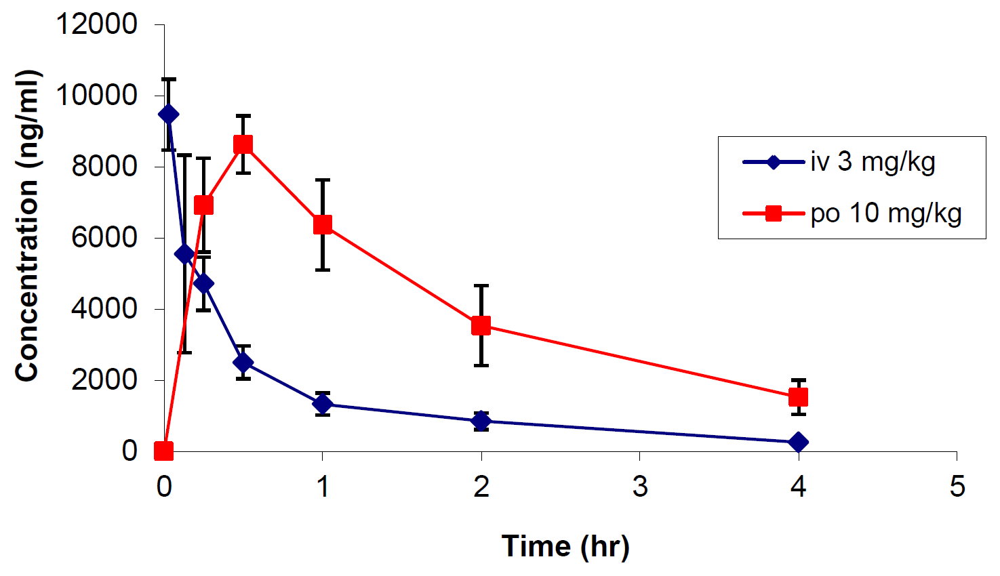 12000
10000
8000
6000
4000
2000
0
Concentration (ng/ml)
iv 3 mg/kg
po 10 mg/kg
0 1 2 3 4 5
Time (hr)